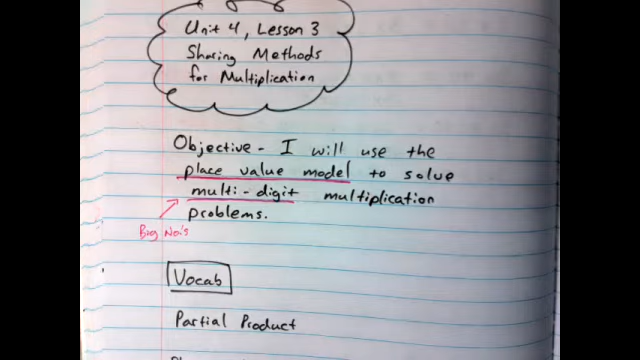 Unit 4, Lesson 3
Sharing Methods
for Multiplication
Objective - I will use the
place value model to solve
multi-digit multiplication
problems.
Big No.'s
Vocab
Partial Product